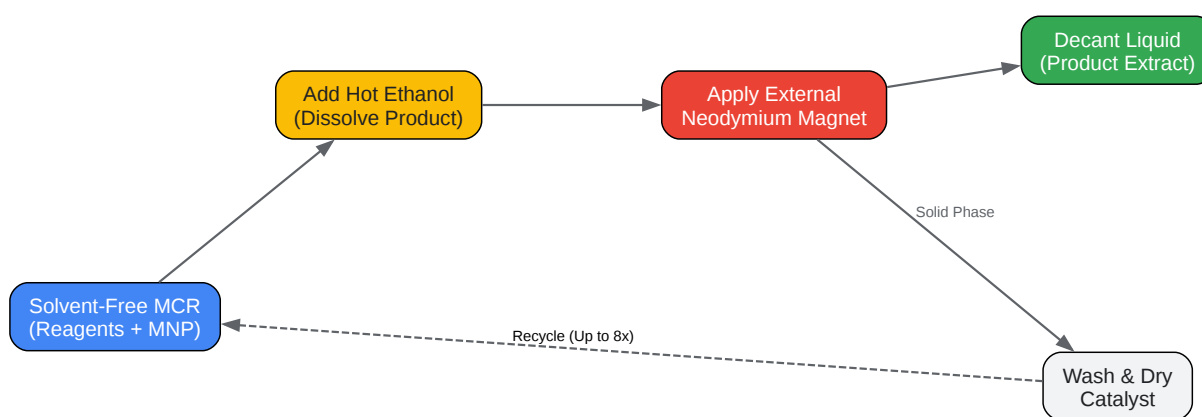 Decant Liquid
(Product Extract)
Add Hot Ethanol
(Dissolve Product)
Apply External
Neodymium Magnet
Solid Phase
Solvent-Free MCR
(Reagents + MNP)
Recycle (Up to 8x)
Wash & Dry
Catalyst